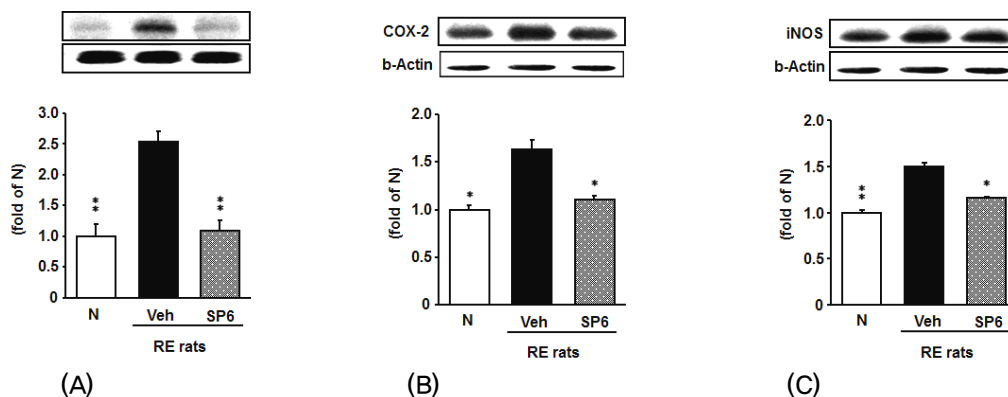 COX-2
b-Actin
iNOS
b-Actin
(fold of N)
3.0
2.5
2.0
1.5
1.0
0.5
0
**
**
N
Veh
SP6
RE rats
(A)
(fold of N)
2.0
1.5
1.0
0.5
0
*
*
N
Veh
SP6
RE rats
(B)
(fold of N)
2.0
1.5
1.0
0.5
0
**
*
N
Veh
SP6
RE rats
(C)